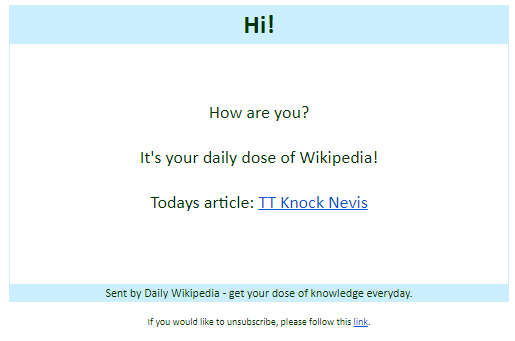 Hi!
How are you?
It's your daily dose of Wikipedia!
Todays article: TT Knock Nevis
Sent by Daily Wikipedia - get your dose of knowledge everyday.
If you would like to unsubscribe, please follow this link.